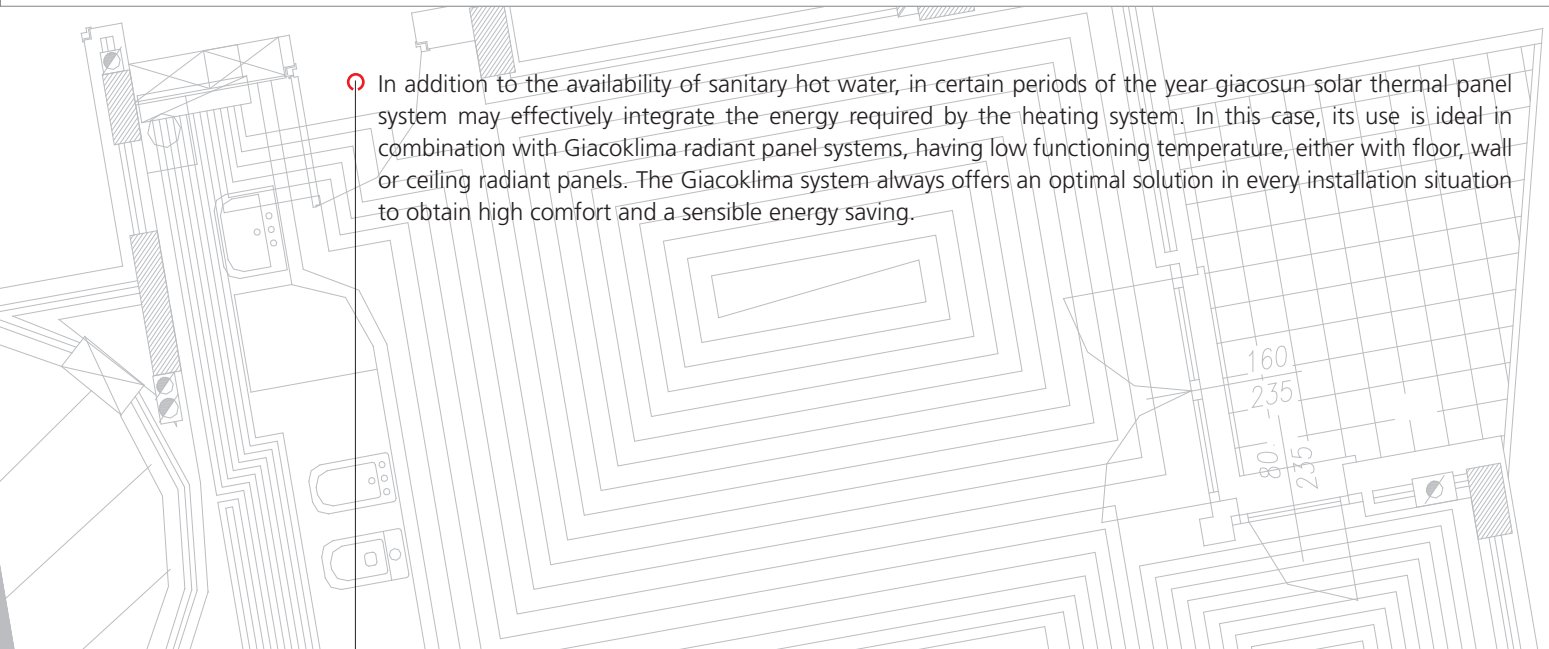 In addition to the availability of sanitary hot water, in certain periods of the year giacosun solar thermal panel
system may effectively integrate the energy required by the heating system. In this case, its use is ideal in
combination with Giacoklima radiant panel systems, having low functioning temperature, either with floor, wall
or ceiling radiant panels. The Giacoklima system always offers an optimal solution in every installation situation
to obtain high comfort and a sensible energy saving.
160
235
80
235